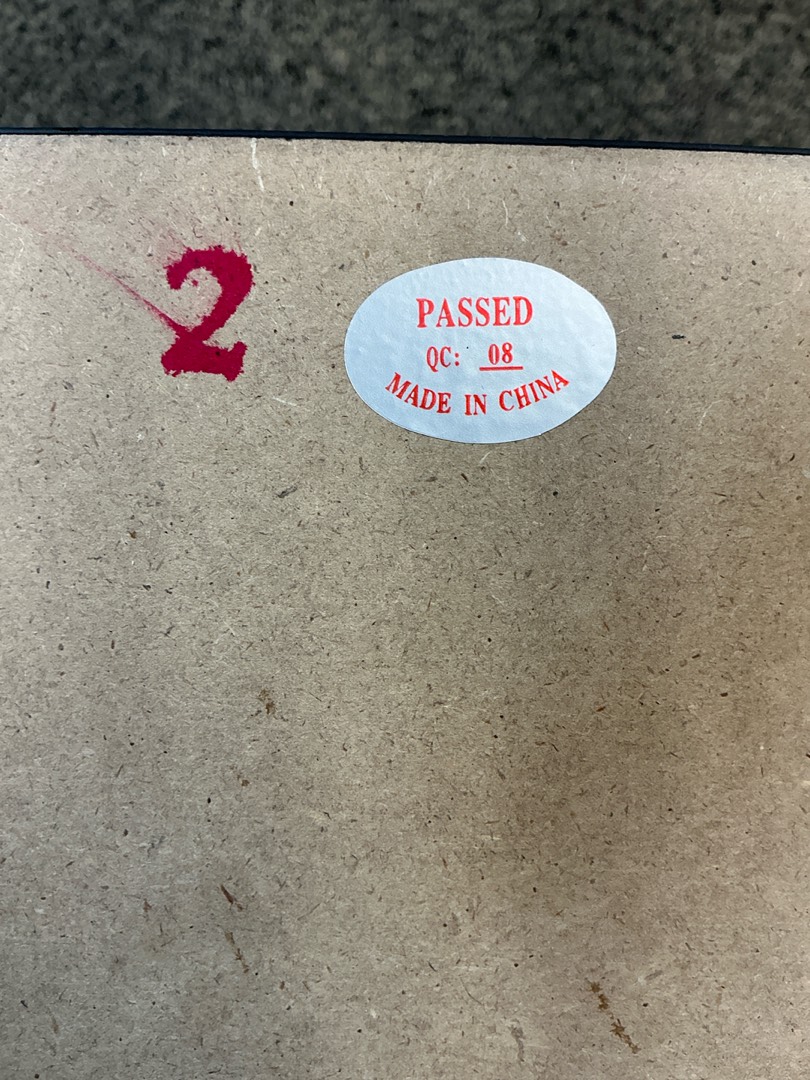 2
PASSED
QC: 08
MADE IN CHINA